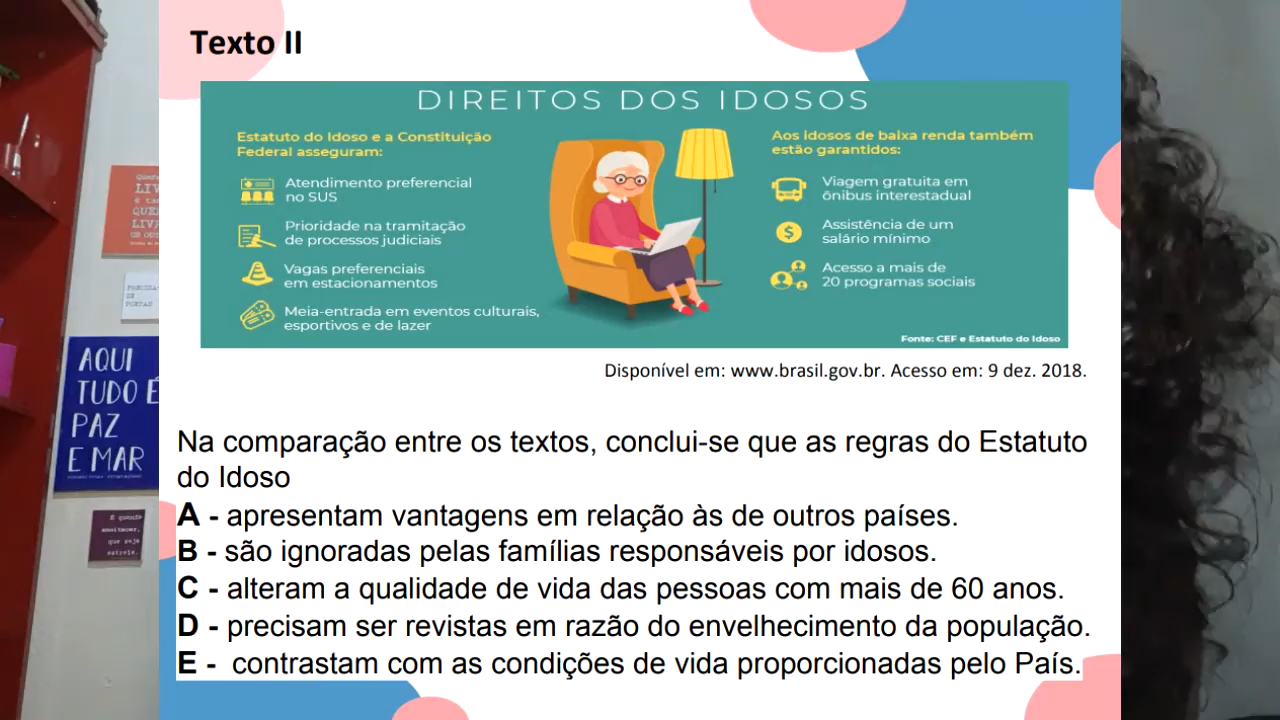 Texto II
DIREITOS DOS IDOSOS
Estatuto do Idoso e a Constituição
Federal asseguram:
Atendimento preferencial
no SUS
Prioridade na tramitação
de processos judiciais
Vagas preferenciais
em estacionamentos
Meia-entrada em eventos culturais,
esportivos e de lazer
Aos idosos de baixa renda também
estão garantidos:
Viagem gratuita em
ônibus interestadual
Assistência de um
salário mínimo
Acesso a mais de
20 programas sociais
Fonte: CEF e Estatuto do Idoso
Disponível em: www.brasil.gov.br. Acesso em: 9 dez. 2018.
Na comparação entre os textos, conclui-se que as regras do Estatuto
do Idoso
A - apresentam vantagens em relação às de outros países.
B - são ignoradas pelas famílias responsáveis por idosos.
C - alteram a qualidade de vida das pessoas com mais de 60 anos.
D - precisam ser revistas em razão do envelhecimento da população.
E - contrastam com as condições de vida proporcionadas pelo País.
AQUI
TUDO É
PAZ
E MAR